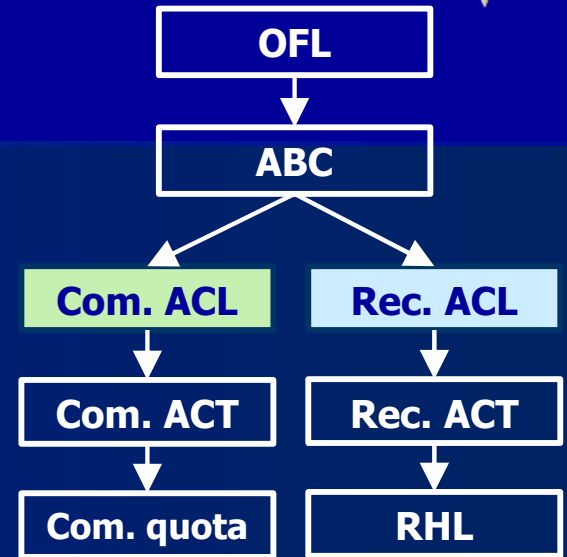 OFL
ABC
Com. ACL
Rec. ACL
Com. ACT
Rec. ACT
Com. quota
RHL